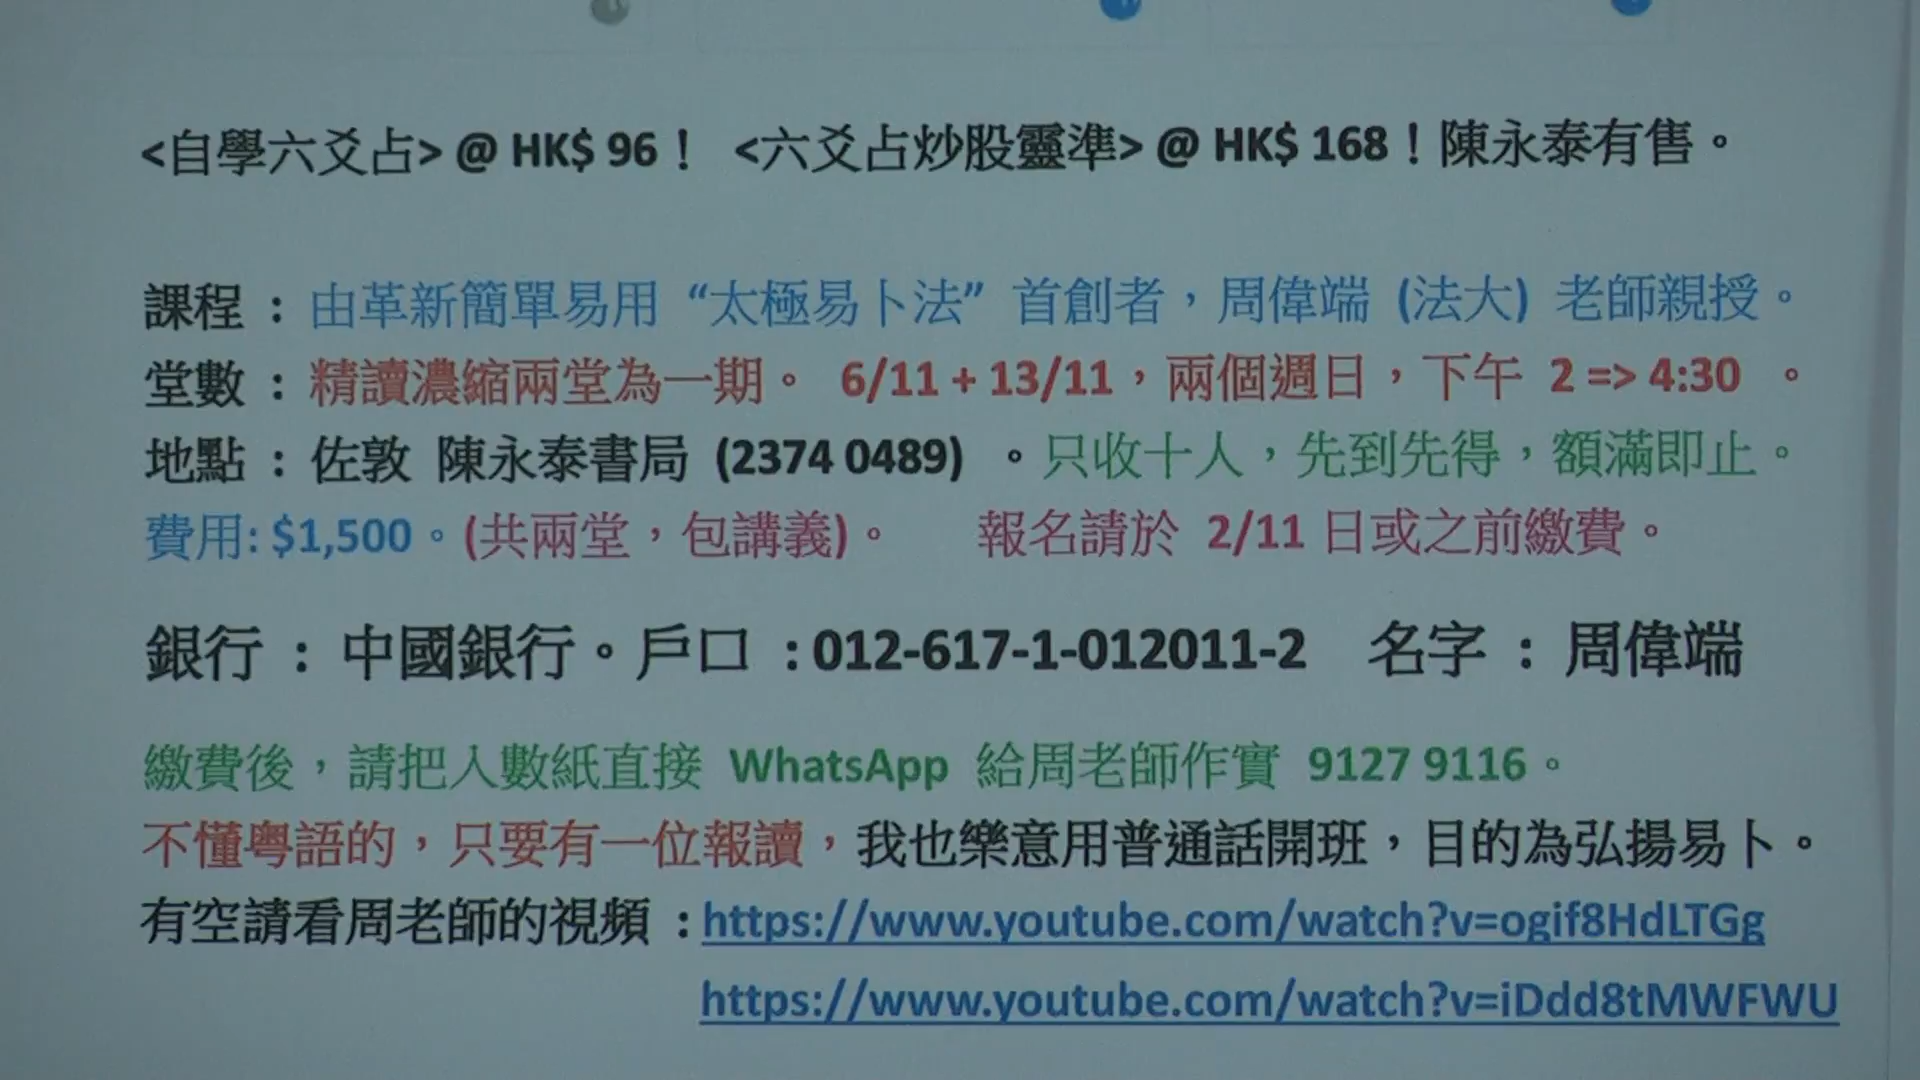 <自學六爻占> @ HK$ 96！ <六爻占炒股靈準> @ HK$ 168！陳永泰有售。
課程 : 由革新簡單易用 “太極易卜法” 首創者，周偉端 (法大) 老師親授。
堂數 : 精讀濃縮兩堂為一期。 6/11 + 13/11，兩個週日，下午 2 => 4:30 。
地點 : 佐敦 陳永泰書局 (2374 0489) 。只收十人，先到先得，額滿即止。
費用: $1,500。(共兩堂，包講義)。 報名請於 2/11 日或之前繳費。
銀行 : 中國銀行。戶口 : 012-617-1-012011-2 名字 : 周偉端
繳費後，請把入數紙直接 WhatsApp 給周老師作實 9127 9116。
不懂粵語的，只要有一位報讀，我也樂意用普通話開班，目的為弘揚易卜。
有空請看周老師的視頻 : https://www.youtube.com/watch?v=ogif8HdLTGg
https://www.youtube.com/watch?v=iDdd8tMWFWU